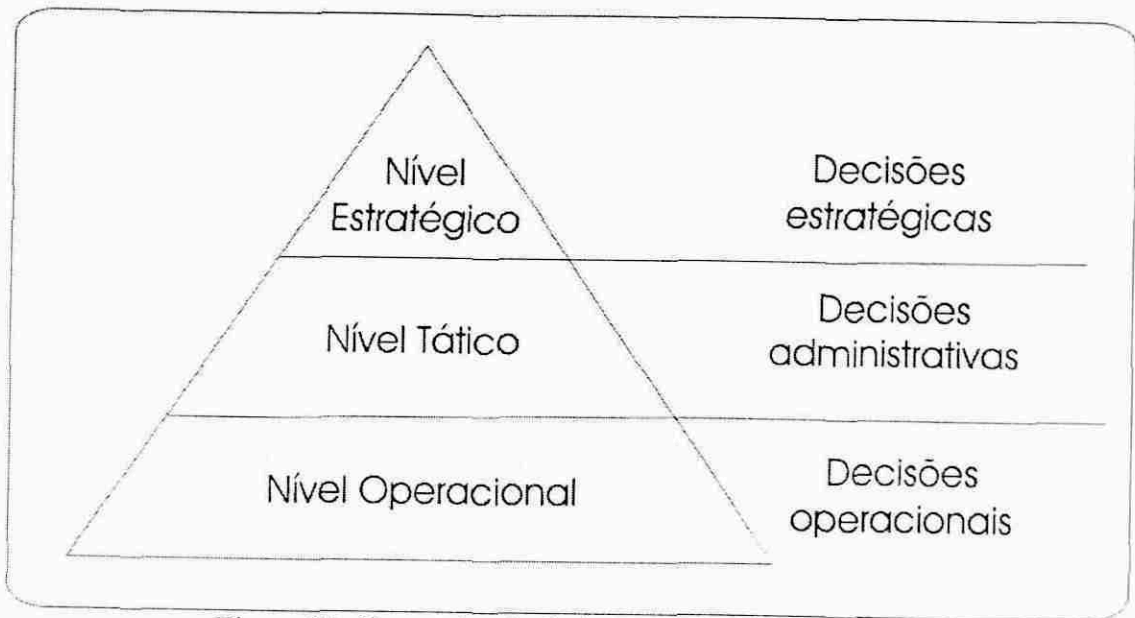 Nível
Estratégico
Decisões
estratégicas
Nível Tático
Decisões
administrativas
Nível Operacional
Decisões
operacionais